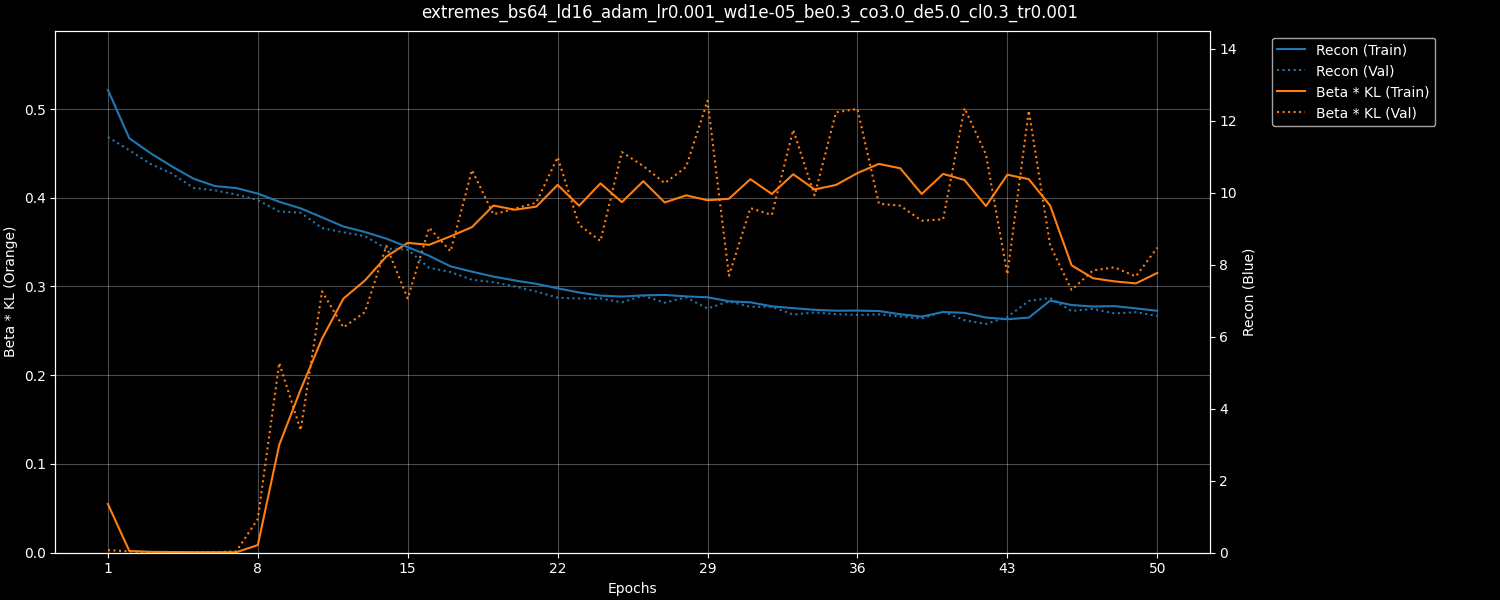 extremes_bs64_ld16_adam_lr0.001_wd1e-05_be0.3_co3.0_de5.0_cl0.3_tr0.001
Recon (Train)
Recon (Val)
Beta * KL (Train)
Beta * KL (Val)
Beta * KL (Orange)
0.5
0.4
0.3
0.2
0.1
0.0
14
12
10
8
6
4
2
0
Recon (Blue)
1
8
15
22
29
36
43
50
Epochs